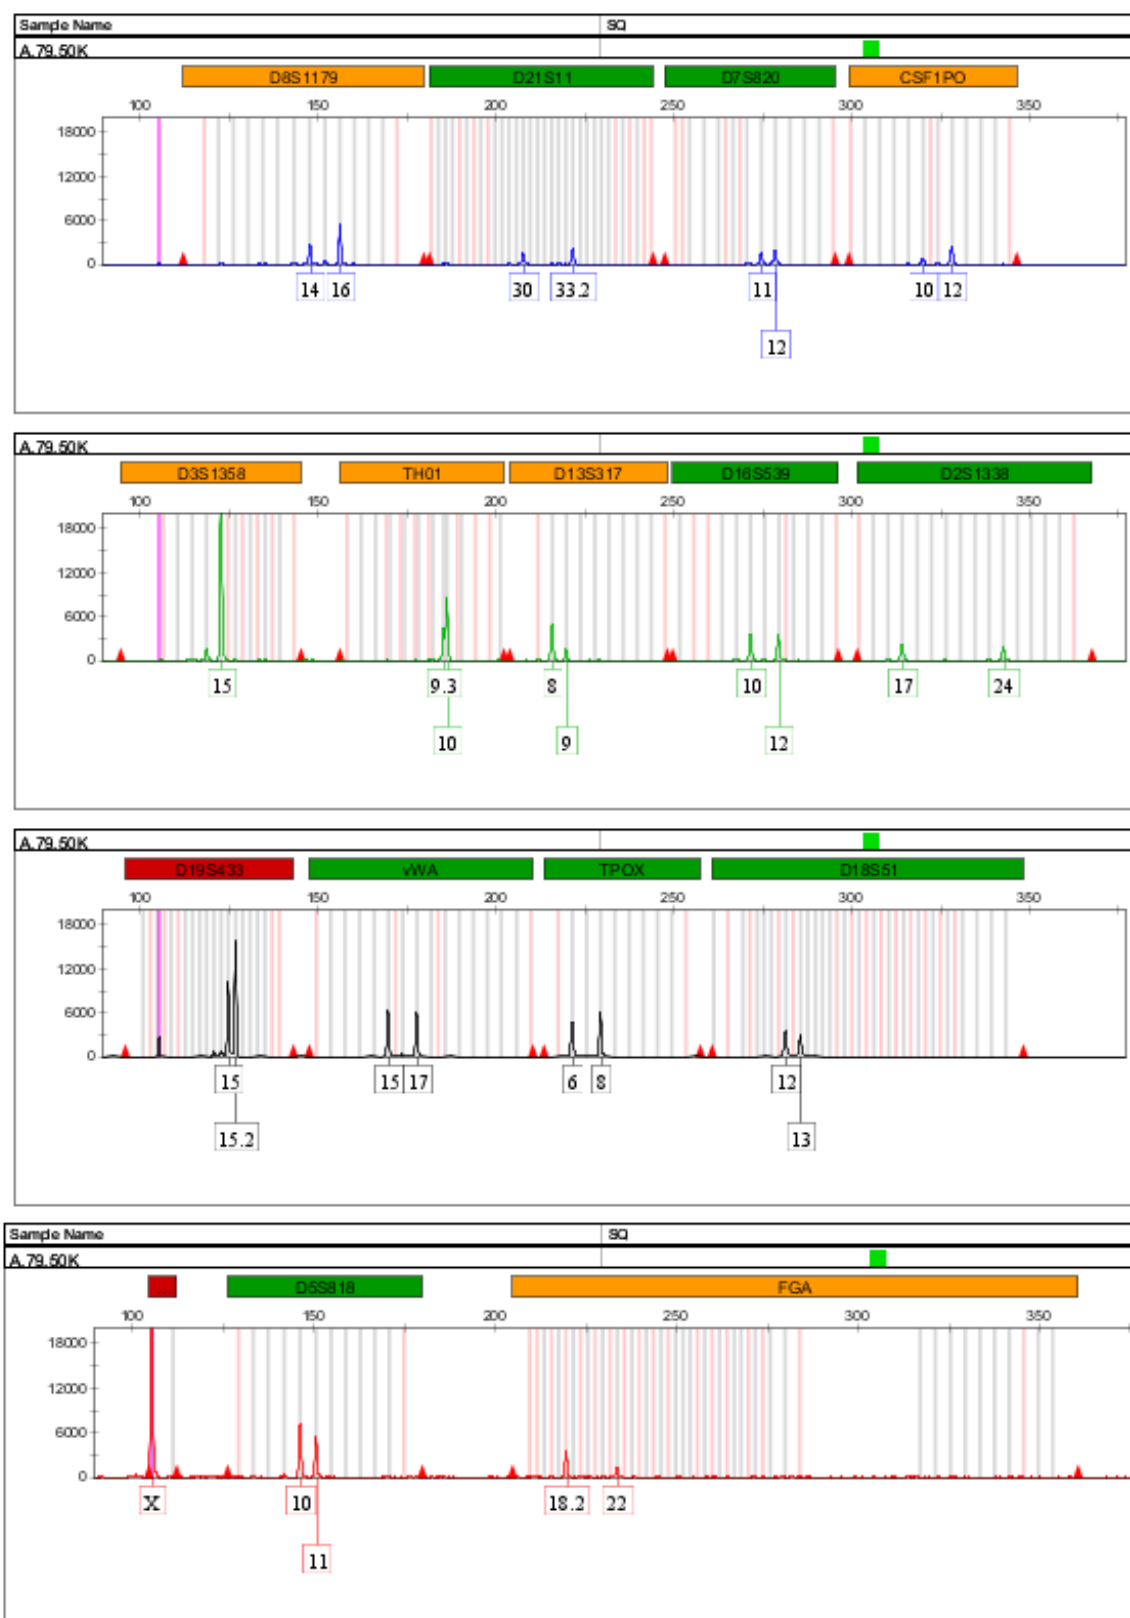 Sample Name SQ
A.79.50K
D8S1179 D21S11 D7S820 CSF1PO
100 150 200 250 300 350
18000
12000
6000
0
14 16 30 33.2 11 10 12
12
A.79.50K
D3S1358 TH01 D13S317 D16S539 D2S1338
100 150 200 250 300 350
18000
12000
6000
0
15 9.3 8 10 17 24
10 9 12
A.79.50K
D19S433 vWA TPOX D18S51
100 150 200 250 300 350
18000
12000
6000
0
15 15 17 6 8 12
15.2 13
Sample Name SQ
A.79.50K
... D5S818 FGA
100 150 200 250 300 350
18000
12000
6000
0
X 10 18.2 22
11